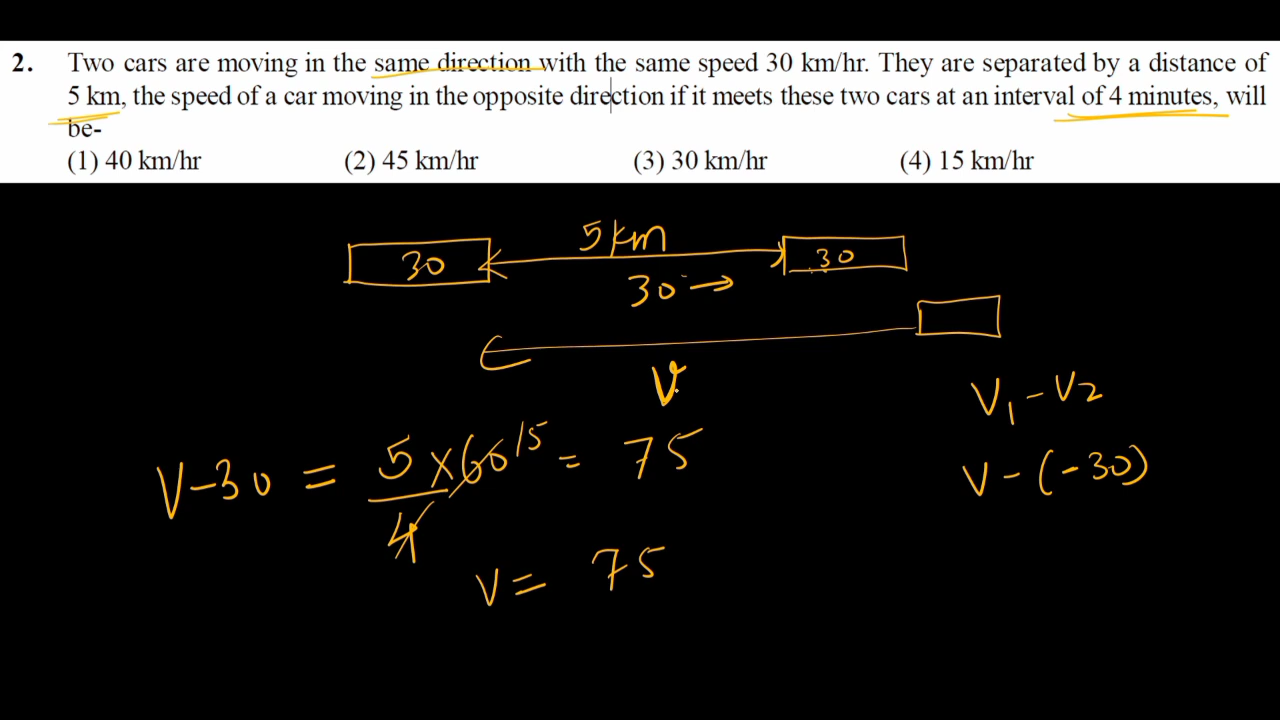 2. Two cars are moving in the same direction with the same speed 30 km/hr. They are separated by a distance of
5 km, the speed of a car moving in the opposite direction if it meets these two cars at an interval of 4 minutes, will
be-
(1) 40 km/hr (2) 45 km/hr (3) 30 km/hr (4) 15 km/hr
5km
30 30
30 →
V
V1 - V2
V - 30 = 5 × 60 15 = 75
4
V - (-30)
V = 75